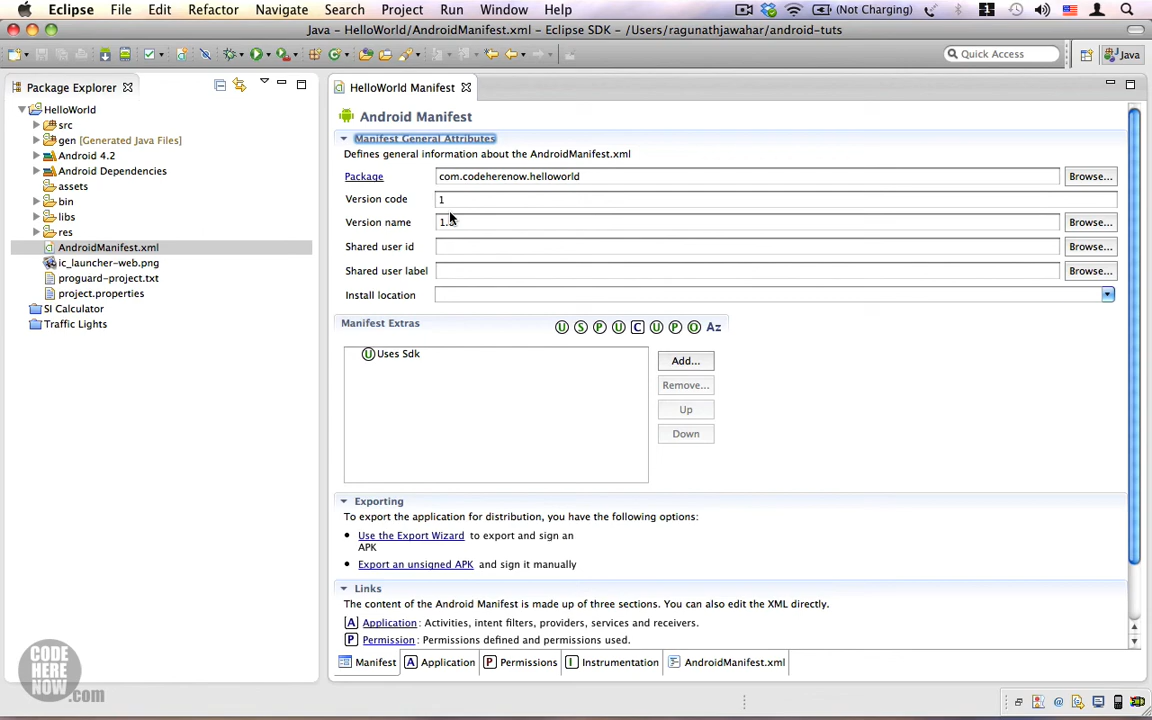 Eclipse File Edit Refactor Navigate Search Project Run Window Help (Not Charging) 1
Java – HelloWorld/AndroidManifest.xml – Eclipse SDK – /Users/ragunathjawahar/android-tuts
Quick Access Java
Package Explorer
HelloWorld
src
gen [Generated Java Files]
Android 4.2
Android Dependencies
assets
bin
libs
res
AndroidManifest.xml
ic_launcher-web.png
proguard-project.txt
project.properties
SI Calculator
Traffic Lights
HelloWorld Manifest
Android Manifest
Manifest General Attributes
Defines general information about the AndroidManifest.xml
Package com.codeherenow.helloworld Browse...
Version code 1
Version name Browse...
Shared user id Browse...
Shared user label Browse...
Install location
Manifest Extras U S P U C U P O Az
U Uses Sdk
Add...
Remove...
Up
Down
Exporting
To export the application for distribution, you have the following options:
• Use the Export Wizard to export and sign an
APK
• Export an unsigned APK and sign it manually
Links
The content of the Android Manifest is made up of three sections. You can also edit the XML directly.
A Application: Activities, intent filters, providers, services and receivers.
P Permission: Permissions defined and permissions used.
Manifest A Application P Permissions I Instrumentation AndroidManifest.xml
CODE
HERE
NOW
.com